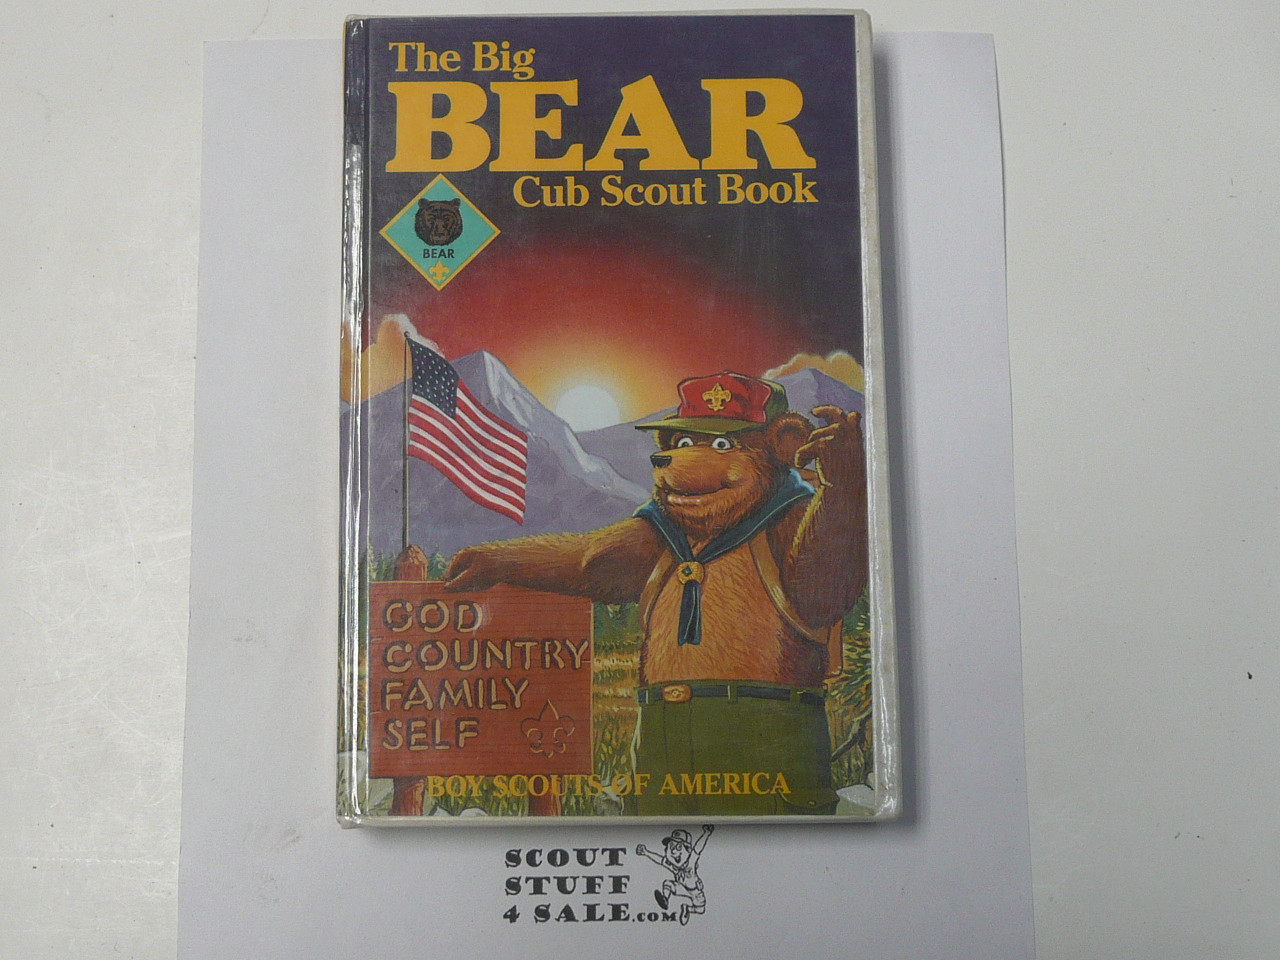 The Big
BEAR
Cub Scout Book
BEAR
GOD
COUNTRY
FAMILY
SELF
BOY SCOUTS OF AMERICA
SCOUT
STUFF
4 SALE.COM